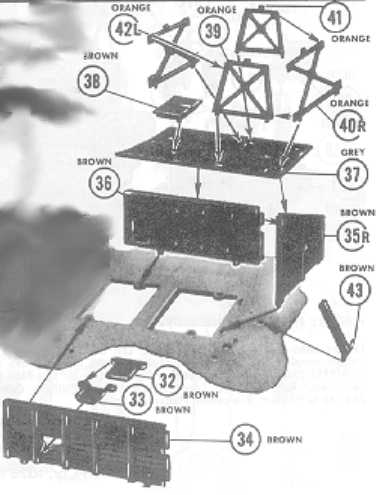 ORANGE
42L
ORANGE
39
41
ORANGE
BROWN
38
ORANGE
40R
GREY
37
BROWN
36
BROWN
35R
BROWN
43
32
BROWN
33
BROWN
34 BROWN